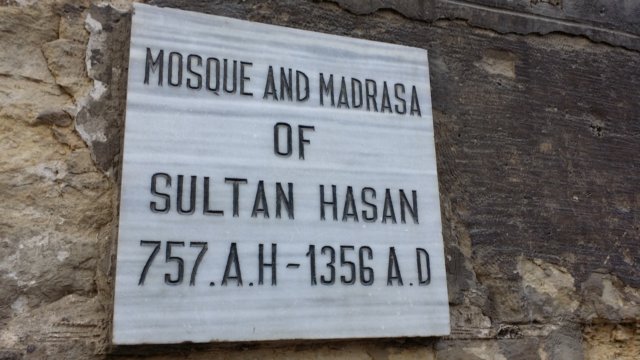 MOSQUE AND MADRASA
OF
SULTAN HASAN
757.A.H-1356 A.D